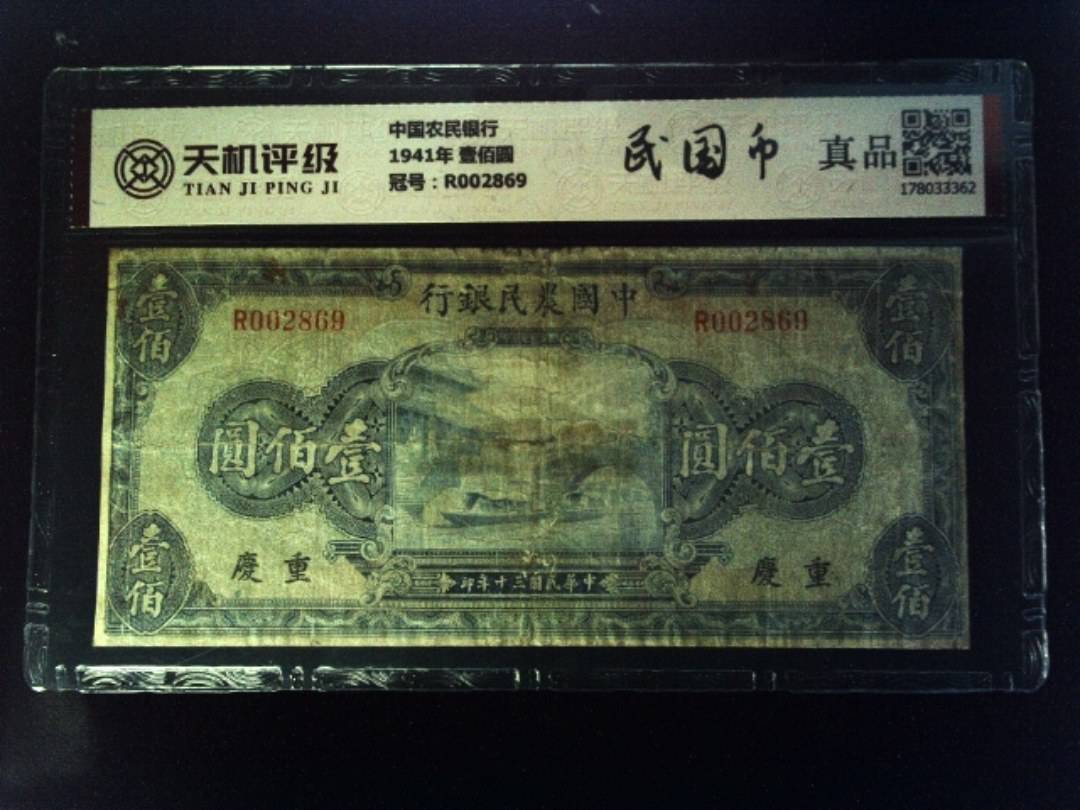 天机评级
TIAN JI PING JI
中国农民银行
1941年 壹佰圆
冠号：R002869
民国币
真品
178033362
行銀民農國中
R002869
R002869
壹佰
壹佰
圓佰壹
圓佰壹
慶重
慶重
印年十三國民華中
壹佰
壹佰